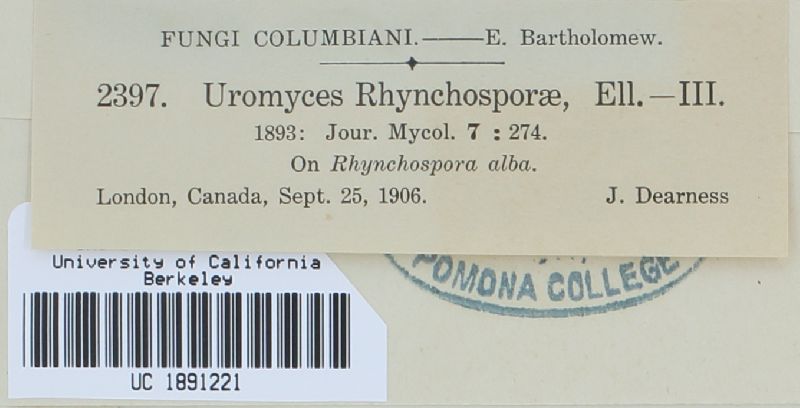 FUNGI COLUMBIANI.——E. Bartholomew.
2397. Uromyces Rhynchosporæ, Ell.—III.
1893: Jour. Mycol. 7 : 274.
On Rhynchospora alba.
London, Canada, Sept. 25, 1906. J. Dearness
University of California
Berkeley
UC 1891221
POMONA COLLEGE